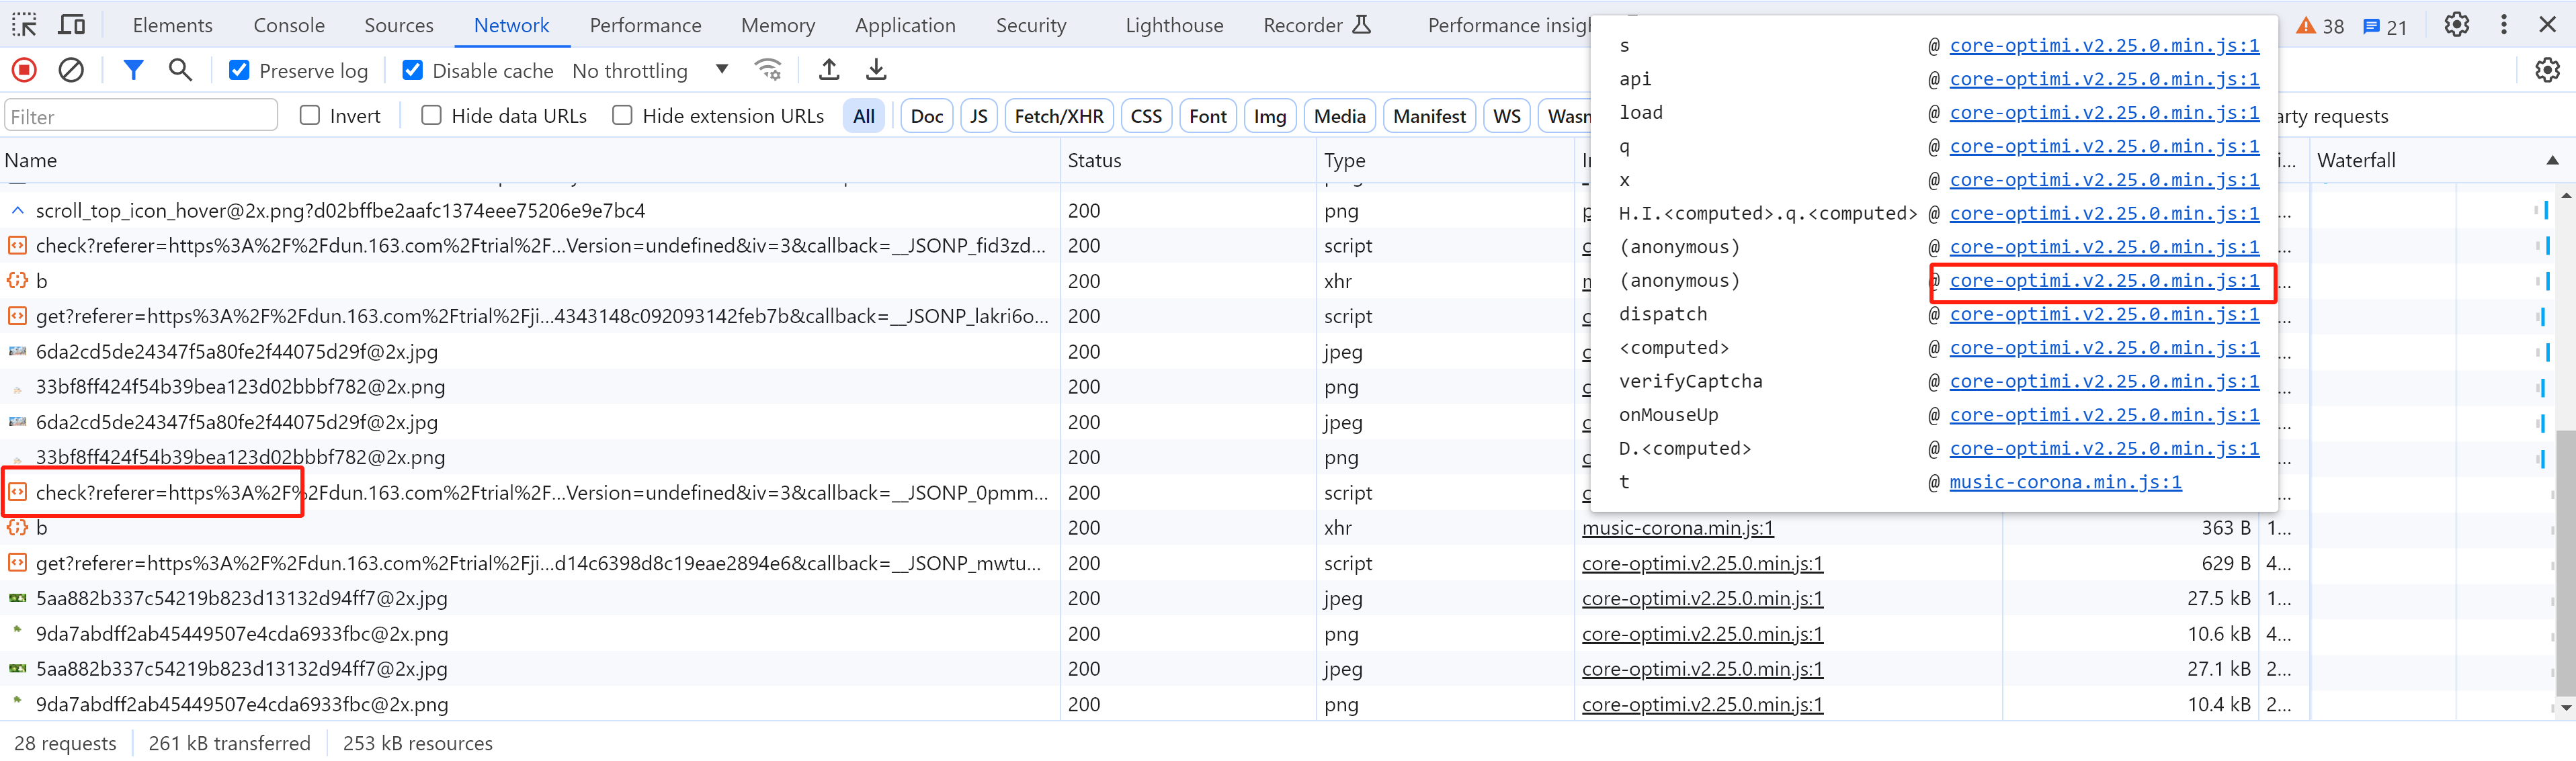 Elements Console Sources Network Performance Memory Application Security Lighthouse Recorder Performance insig 38 21
Preserve log Disable cache No throttling
Filter Invert Hide data URLs Hide extension URLs All Doc JS Fetch/XHR CSS Font Img Media Manifest WS Wasm arty requests
Name Status Type Waterfall
scroll_top_icon_hover@2x.png?d02bffbe2aafc1374eee75206e9e7bc4 200 png
check?referer=https%3A%2F%2Fdun.163.com%2Ftrial%2F...Version=undefined&iv=3&callback=__JSONP_fid3zd... 200 script
b 200 xhr
get?referer=https%3A%2F%2Fdun.163.com%2Ftrial%2Fji...4343148c092093142feb7b&callback=__JSONP_lakri6o... 200 script
6da2cd5de24347f5a80fe2f44075d29f@2x.jpg 200 jpeg
33bf8ff424f54b39bea123d02bbbf782@2x.png 200 png
6da2cd5de24347f5a80fe2f44075d29f@2x.jpg 200 jpeg
33bf8ff424f54b39bea123d02bbbf782@2x.png 200 png
check?referer=https%3A%2F%2Fdun.163.com%2Ftrial%2F...Version=undefined&iv=3&callback=__JSONP_0pmm... 200 script
b 200 xhr music-corona.min.js:1 363 B 1...
get?referer=https%3A%2F%2Fdun.163.com%2Ftrial%2Fji...d14c6398d8c19eae2894e6&callback=__JSONP_mwtu... 200 script core-optimi.v2.25.0.min.js:1 629 B 4...
5aa882b337c54219b823d13132d94ff7@2x.jpg 200 jpeg core-optimi.v2.25.0.min.js:1 27.5 kB 1...
9da7abdff2ab45449507e4cda6933fbc@2x.png 200 png core-optimi.v2.25.0.min.js:1 10.6 kB 4...
5aa882b337c54219b823d13132d94ff7@2x.jpg 200 jpeg core-optimi.v2.25.0.min.js:1 27.1 kB 2...
9da7abdff2ab45449507e4cda6933fbc@2x.png 200 png core-optimi.v2.25.0.min.js:1 10.4 kB 2...
28 requests 261 kB transferred 253 kB resources
s @ core-optimi.v2.25.0.min.js:1
api @ core-optimi.v2.25.0.min.js:1
load @ core-optimi.v2.25.0.min.js:1
q @ core-optimi.v2.25.0.min.js:1
x @ core-optimi.v2.25.0.min.js:1
H.I.<computed>.q.<computed> @ core-optimi.v2.25.0.min.js:1
(anonymous) @ core-optimi.v2.25.0.min.js:1
(anonymous) @ core-optimi.v2.25.0.min.js:1
dispatch @ core-optimi.v2.25.0.min.js:1
<computed> @ core-optimi.v2.25.0.min.js:1
verifyCaptcha @ core-optimi.v2.25.0.min.js:1
onMouseUp @ core-optimi.v2.25.0.min.js:1
D.<computed> @ core-optimi.v2.25.0.min.js:1
t @ music-corona.min.js:1